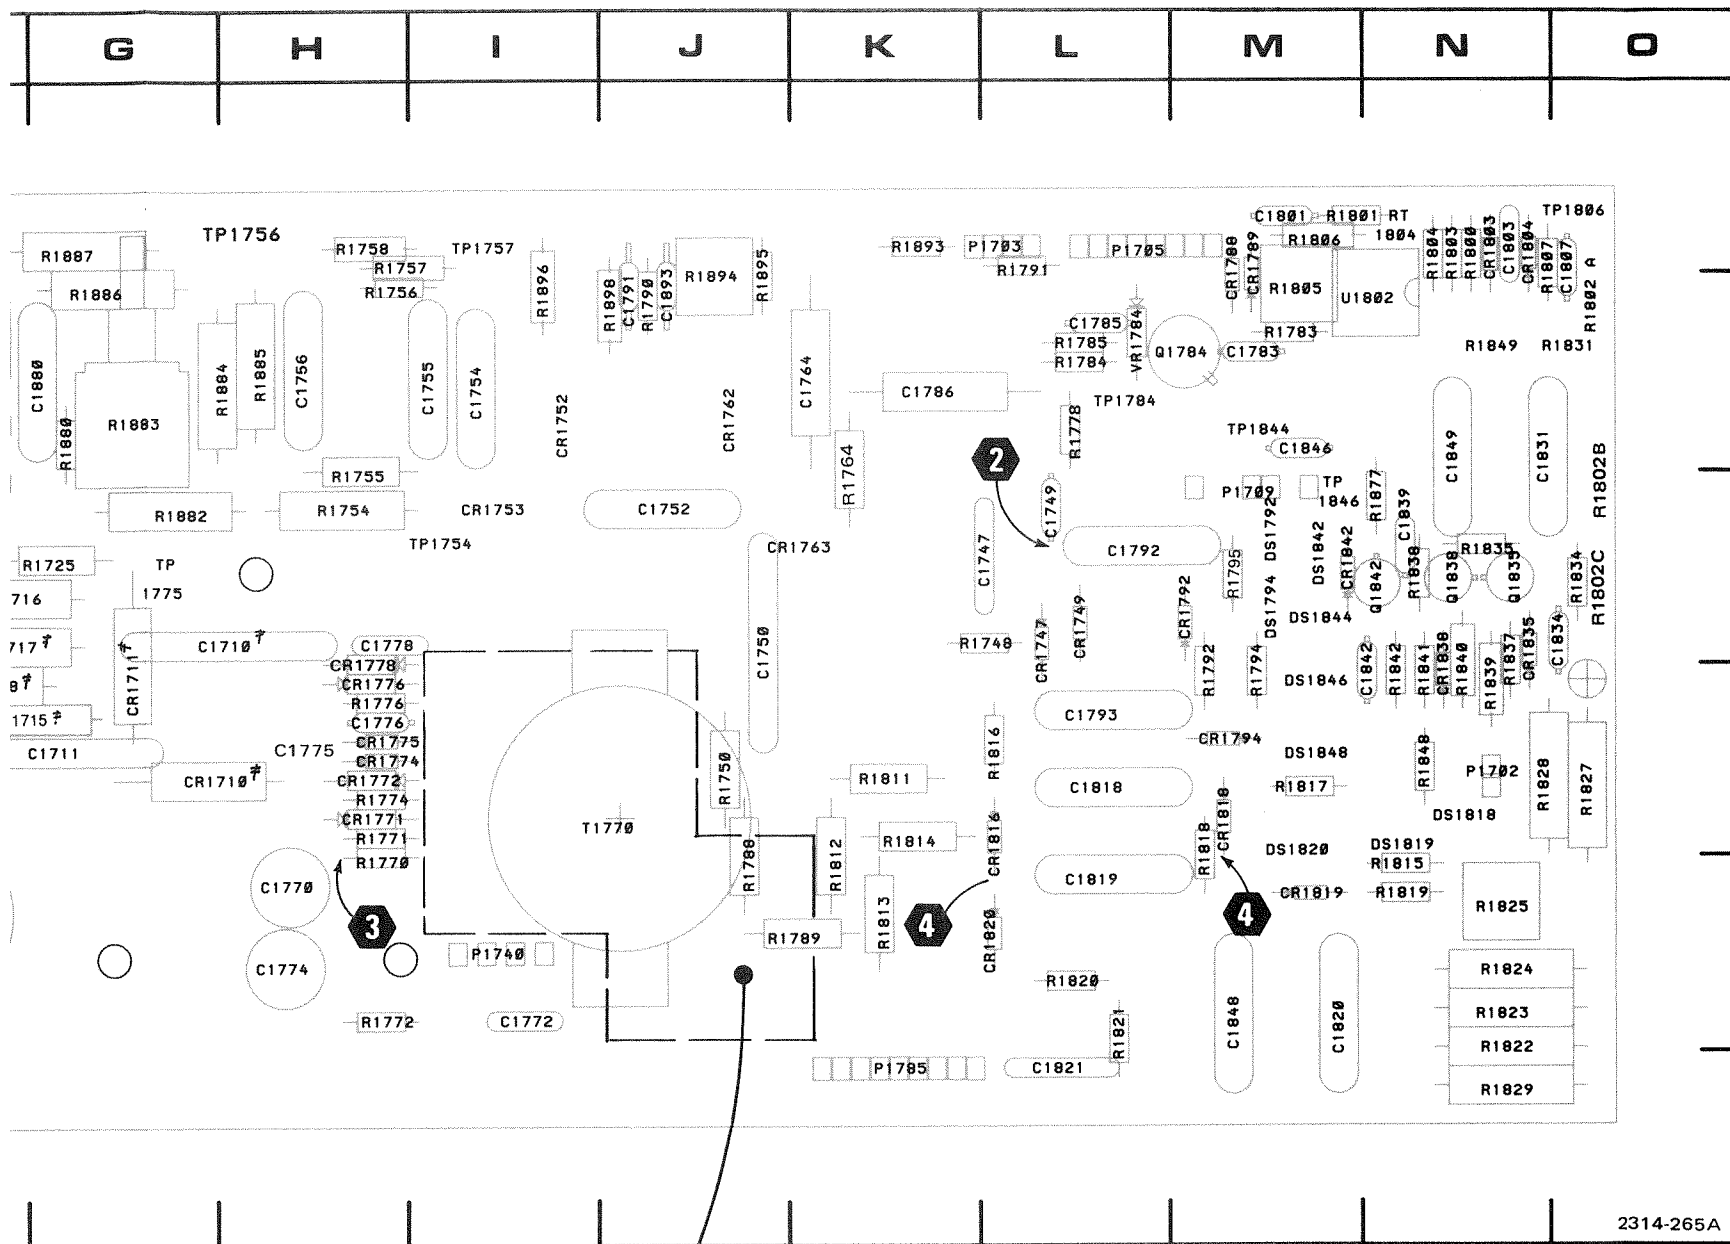 G H I J K L M N O
C1801 R1801 RT TP1806
TP1756 R1758 TP1757 R1893 P1703 P1705 R1806 1804
R1887 R1757 R1896 R1895 R1791 CR1788 CR1789 R1804 R1803 R1800 CR1803 C1803 CR1804 R1807 C1807
R1886 R1756 R1898 C1791 R1790 C1893 R1894 R1805 U1802 R1802 A
C1785 VR1784 R1783
R1785 Q1784 C1783 R1849 R1831
R1784
C1880 R1884 R1885 C1756 C1755 C1754 C1764 C1786
TP1784
R1880 R1883 CR1752 CR1762 R1778 TP1844
C1846 C1849 C1831 R1802B
R1755 R1764 2
R1882 R1754 CR1753 C1752 C1749 P1709 TP
1846 R1877 C1839
TP1754 CR1763 C1747 C1792 DS1792 DS1842 CR1842 R1835
R1725 TP
1775 R1795 Q1842 R1838 Q1838 Q1835 R1834 R1802C
716 CR1792 DS1794 DS1844
717 C1710 C1778 C1750 R1748 CR1747 CR1749 C1834
CR1711 CR1778 R1792 R1794 C1842 R1842 R1841 CR1838 R1840 R1839 R1837 CR1835
8 CR1776 DS1846
R1776
1715 C1776 C1793
C1711 C1775 CR1775 R1816 CR1794 DS1848 R1848
CR1774
CR1710 CR1772 R1750 R1811 C1818 R1817 P1702 R1828 R1827
R1774
CR1771 T1770 CR1818 DS1818
R1771 R1788 R1812 R1814 CR1816 R1818 DS1820 DS1819
R1770 R1815
C1770 C1819 CR1819 R1819
3 R1813 4 4 R1825
R1789 CR1820
P1740
C1774 R1820 R1824
R1823
R1772 C1772 R1821 C1848 C1820
R1822
P1785 C1821
R1829
2314-265A